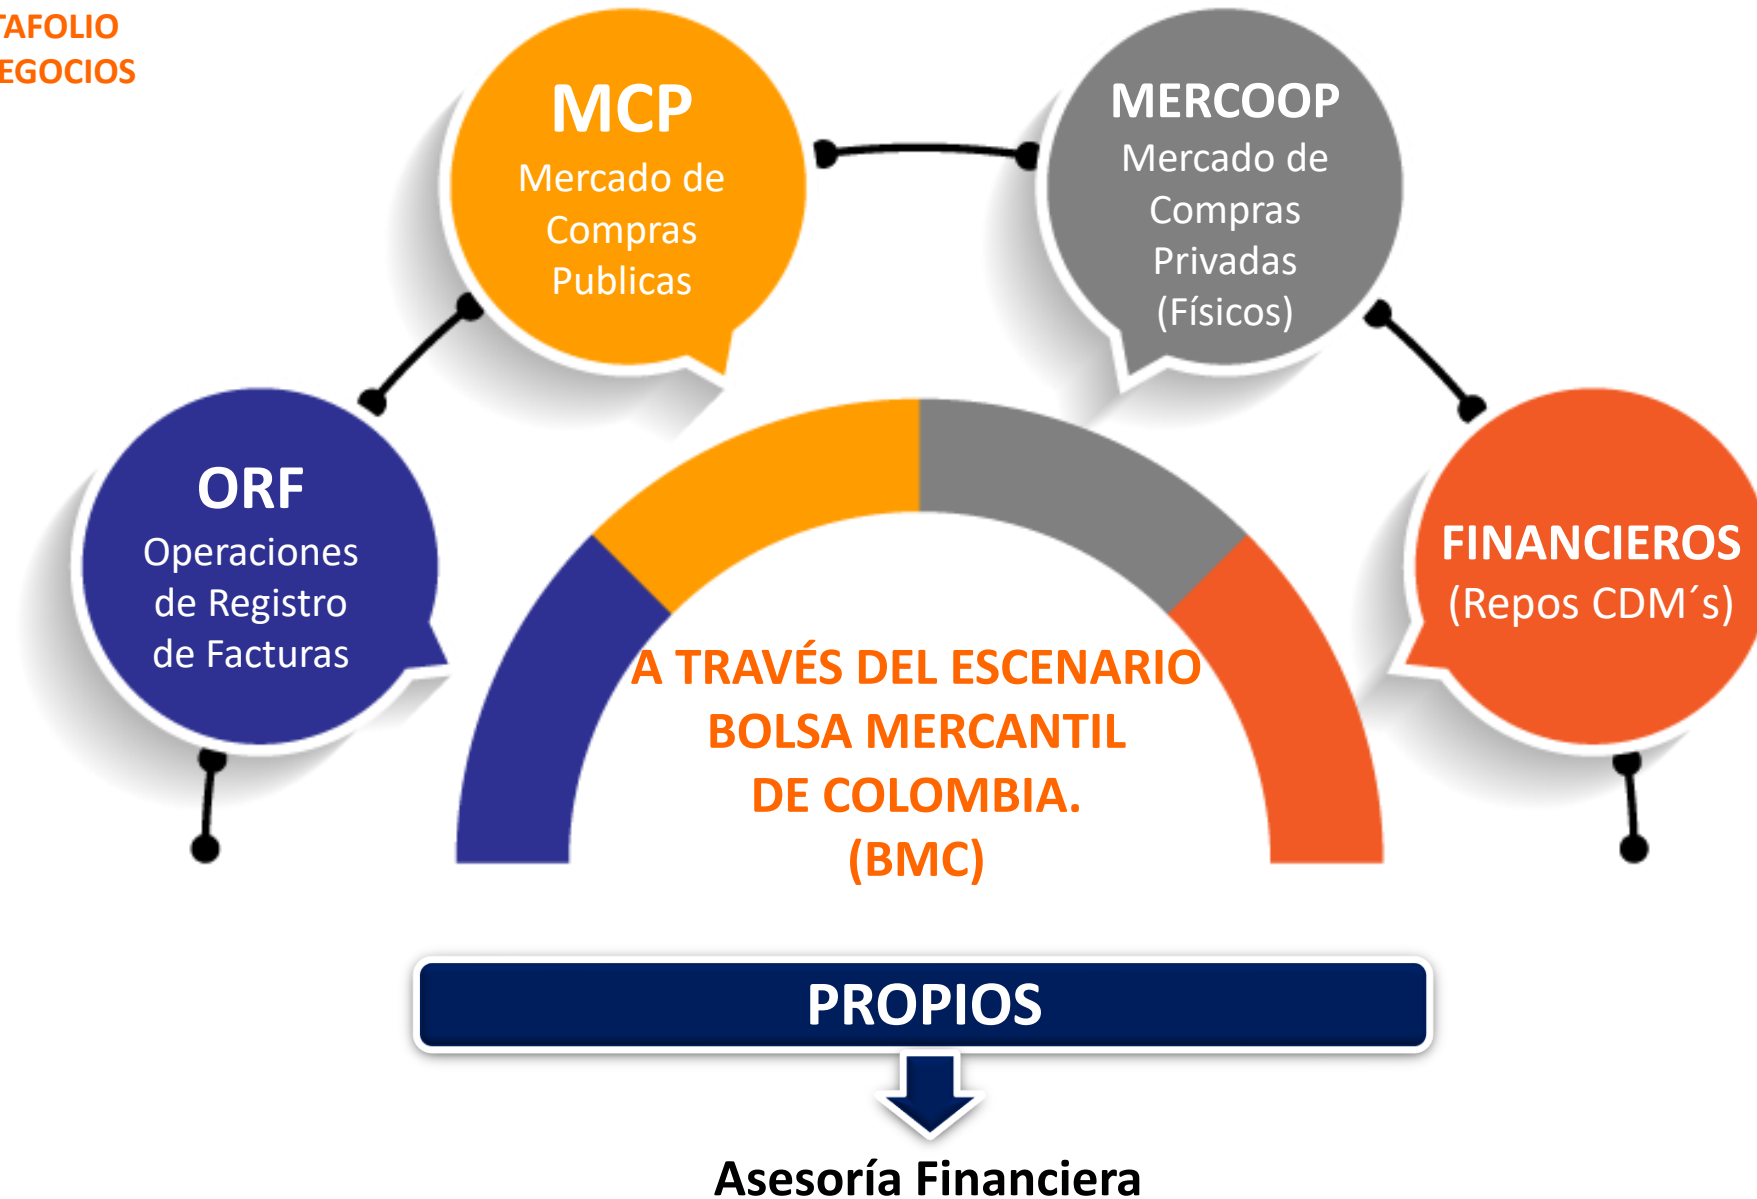 TAFOLIO
EGOCIOS
MCP
Mercado de
Compras
Publicas
MERCOOP
Mercado de
Compras
Privadas
(Físicos)
ORF
Operaciones
de Registro
de Facturas
FINANCIEROS
(Repos CDM´s)
A TRAVÉS DEL ESCENARIO
BOLSA MERCANTIL
DE COLOMBIA.
(BMC)
PROPIOS
Asesoría Financiera